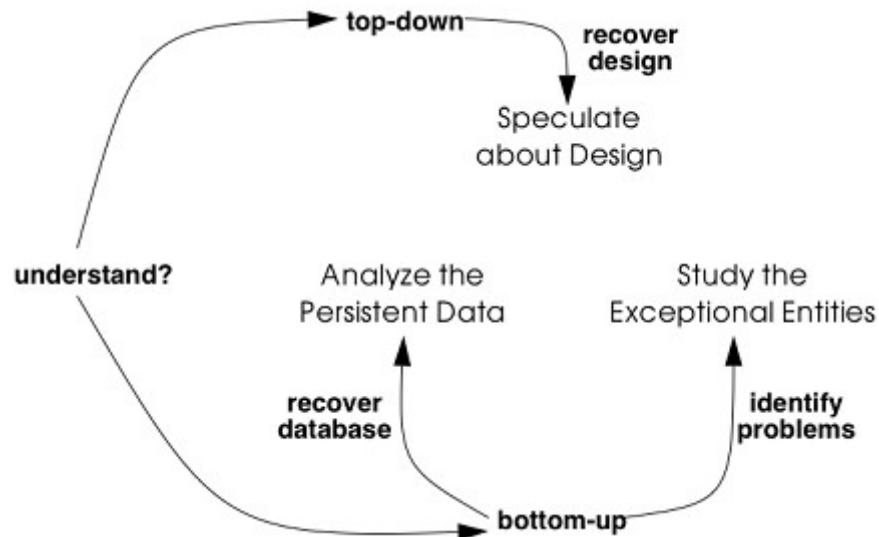 top-down
recover
design
Speculate
about Design
understand?
Analyze the
Persistent Data
Study the
Exceptional Entities
recover
database
identify
problems
bottom-up